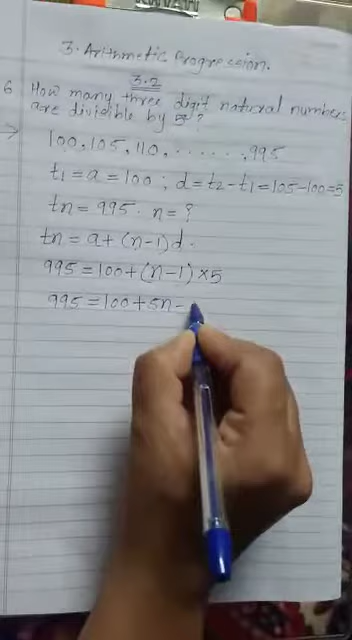 3. Arithmetic Progression.
3.2
6 How many three digit natural numbers
are divisible by 5?
→ 100, 105, 110, . . . . . . , 995
t₁ = a = 100 ; d = t₂ - t₁ = 105 - 100 = 5
tn = 995. n = ?
tn = a + (n-1) d.
995 = 100 + (n-1) × 5
995 = 100 + 5n -